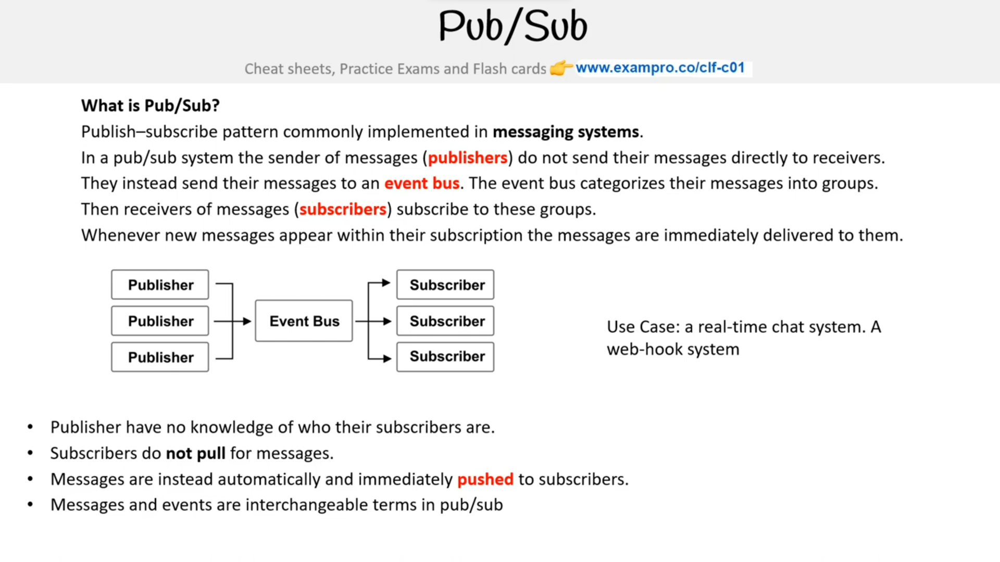 Pub/Sub
Cheat sheets, Practice Exams and Flash cards 👉 www.exampro.co/clf-c01
What is Pub/Sub?
Publish–subscribe pattern commonly implemented in messaging systems.
In a pub/sub system the sender of messages (publishers) do not send their messages directly to receivers.
They instead send their messages to an event bus. The event bus categorizes their messages into groups.
Then receivers of messages (subscribers) subscribe to these groups.
Whenever new messages appear within their subscription the messages are immediately delivered to them.
Publisher
Publisher
Publisher
Event Bus
Subscriber
Subscriber
Subscriber
Use Case: a real-time chat system. A
web-hook system
• Publisher have no knowledge of who their subscribers are.
• Subscribers do not pull for messages.
• Messages are instead automatically and immediately pushed to subscribers.
• Messages and events are interchangeable terms in pub/sub